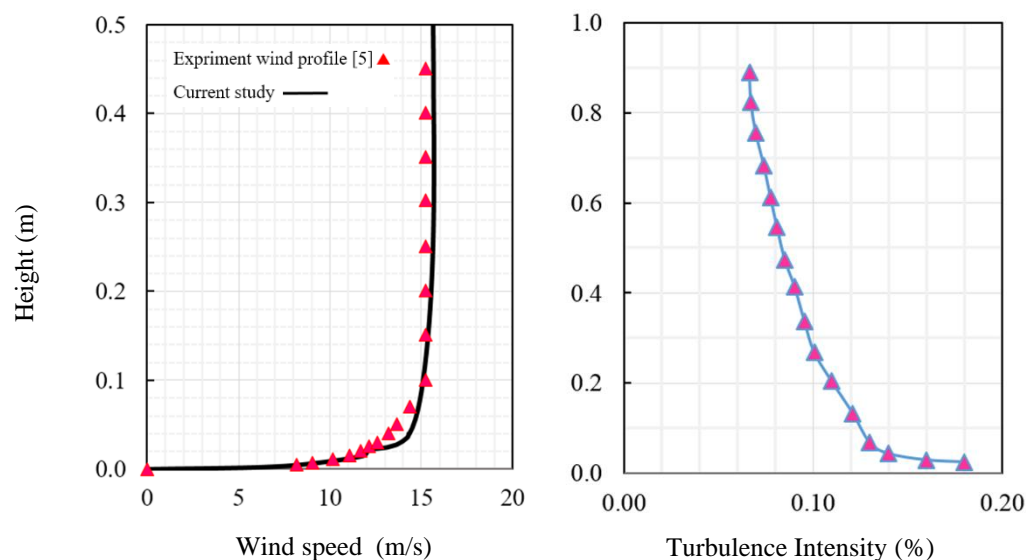 0.5
0.4
0.3
0.2
0.1
0.0
Height (m)
Expriment wind profile [5]
Current study
0 5 10 15 20
Wind speed (m/s)
1.0
0.8
0.6
0.4
0.2
0.0
0.00 0.10 0.20
Turbulence Intensity (%)